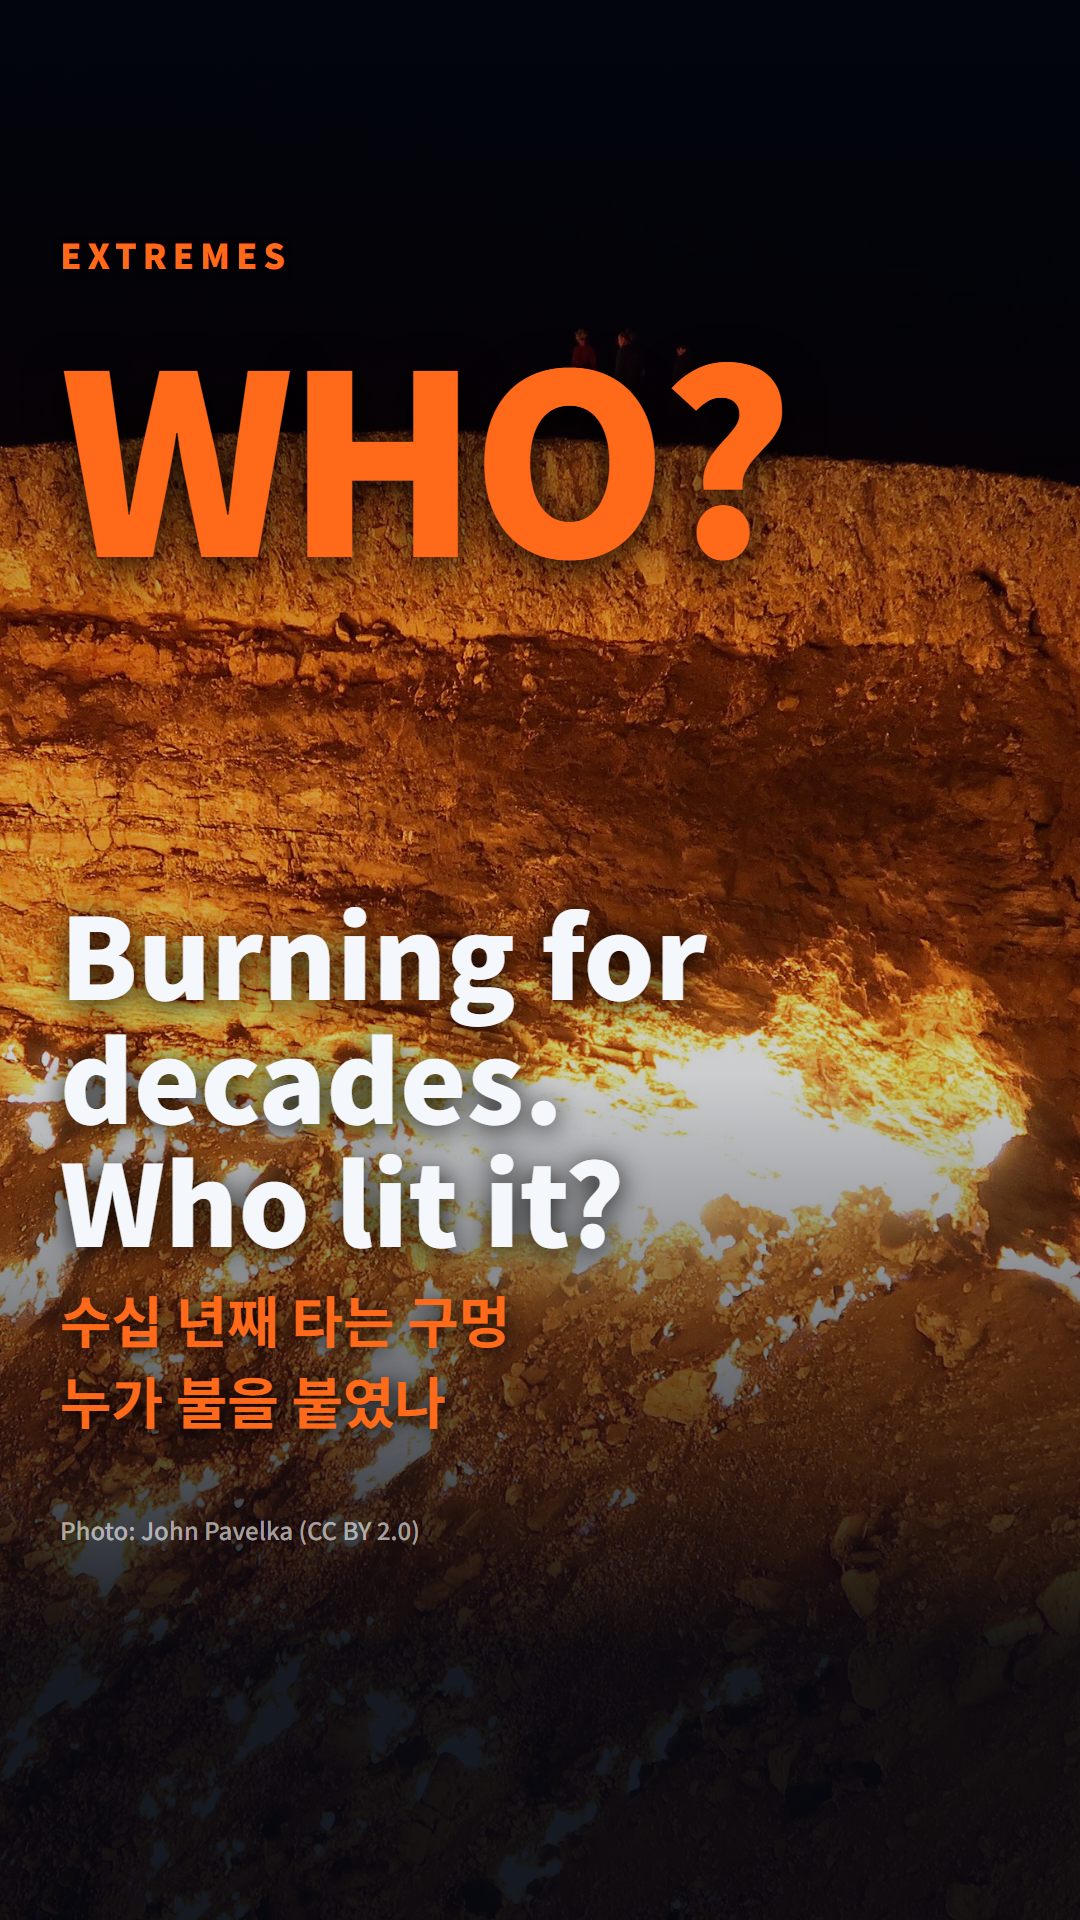 EXTREMES
WHO?
Burning for
decades.
Who lit it?
수십 년째 타는 구멍
누가 불을 붙였나
Photo: John Pavelka (CC BY 2.0)